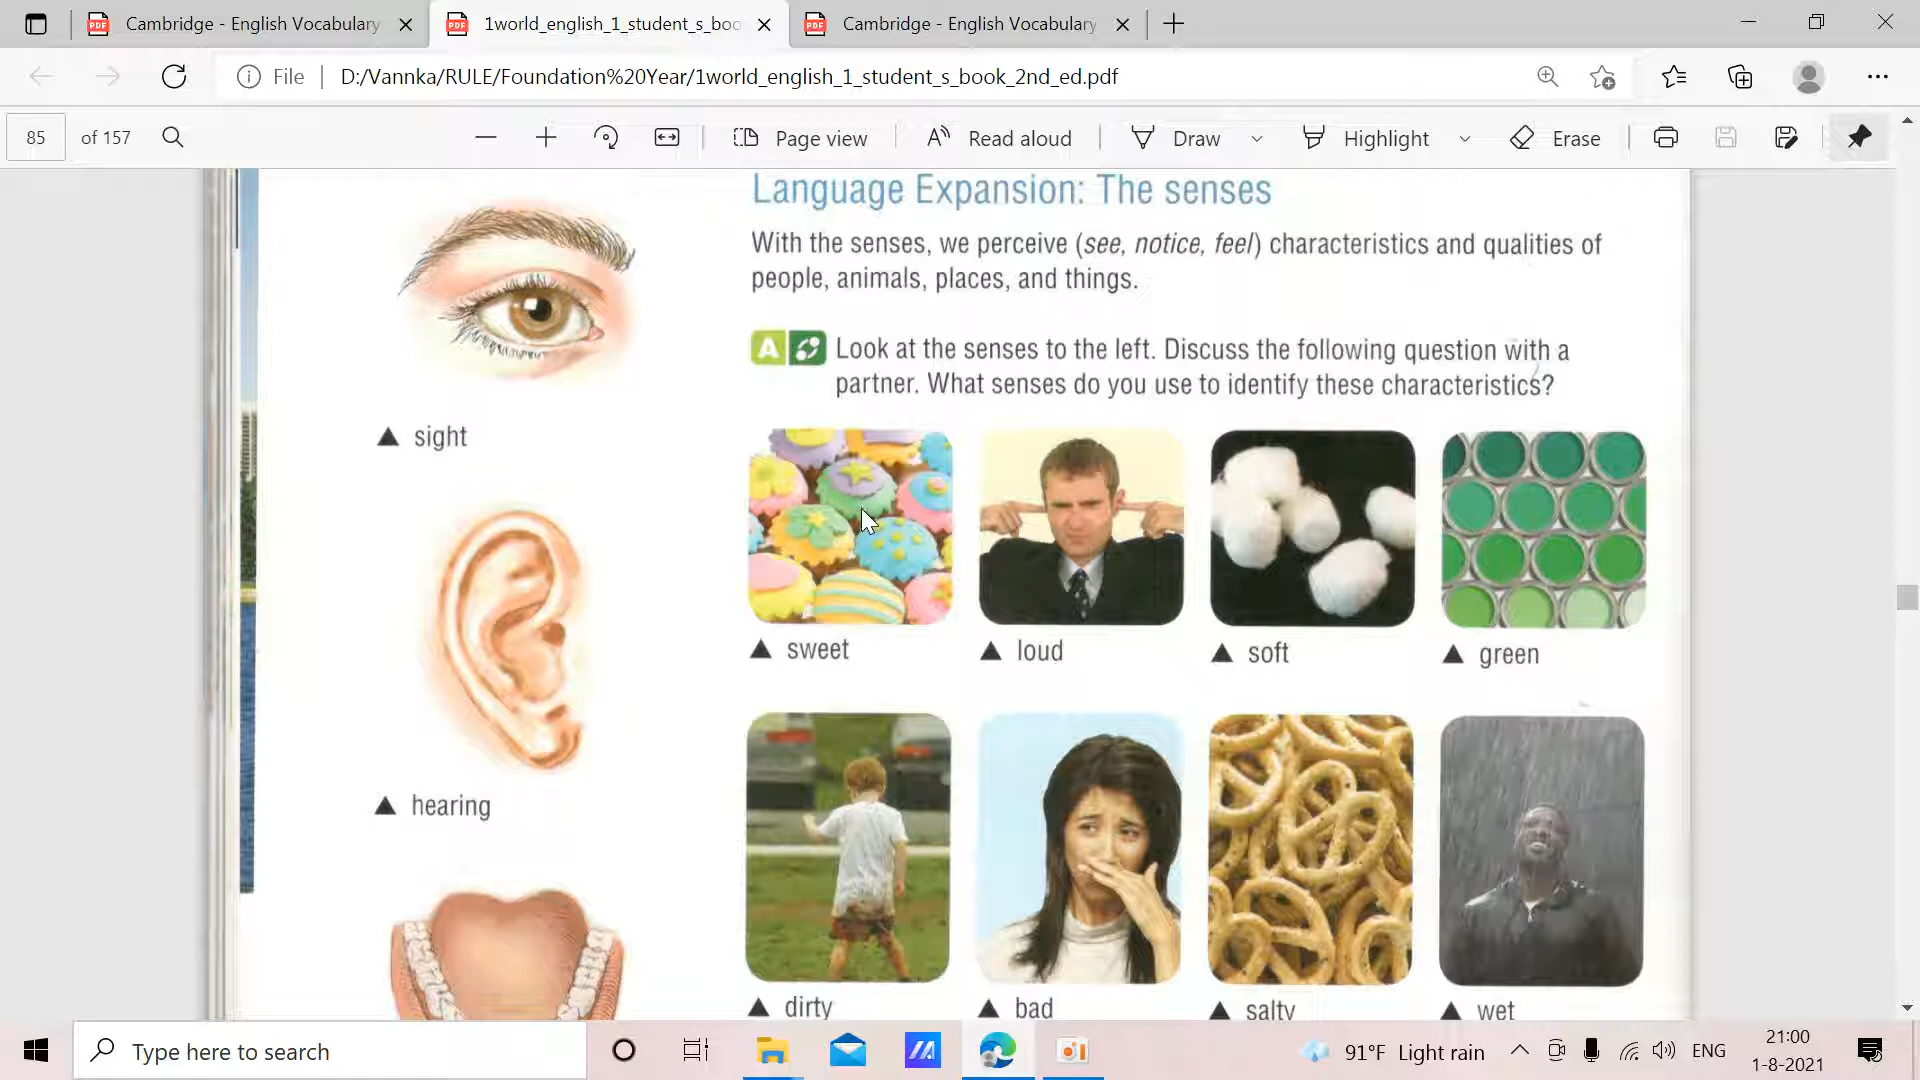 Cambridge - English Vocabulary
1world_english_1_student_s_boo
Cambridge - English Vocabulary
File
D:/Vannka/RULE/Foundation%20Year/1world_english_1_student_s_book_2nd_ed.pdf
85 of 157
Page view
Read aloud
Draw
Highlight
Erase
Language Expansion: The senses
With the senses, we perceive (see, notice, feel) characteristics and qualities of
people, animals, places, and things.
A Look at the senses to the left. Discuss the following question with a
partner. What senses do you use to identify these characteristics?
▲ sight
▲ hearing
▲ sweet
▲ loud
▲ soft
▲ green
▲ dirty
▲ bad
▲ salty
▲ wet
Type here to search
91°F Light rain
ENG
21:00
1-8-2021